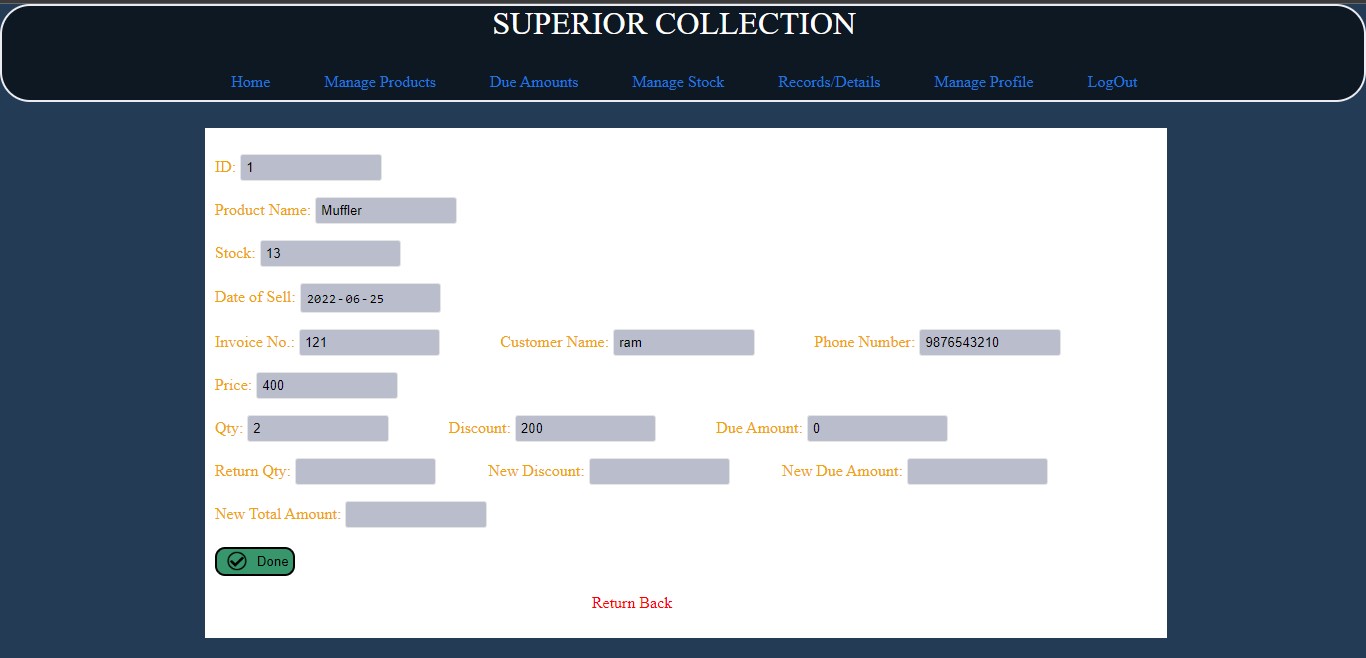 SUPERIOR COLLECTION
Home Manage Products Due Amounts Manage Stock Records/Details Manage Profile LogOut
ID: 1
Product Name: Muffler
Stock: 13
Date of Sell: 2022-06-25
Invoice No.: 121 Customer Name: ram Phone Number: 9876543210
Price: 400
Qty: 2 Discount: 200 Due Amount: 0
Return Qty: New Discount: New Due Amount:
New Total Amount:
Done
Return Back